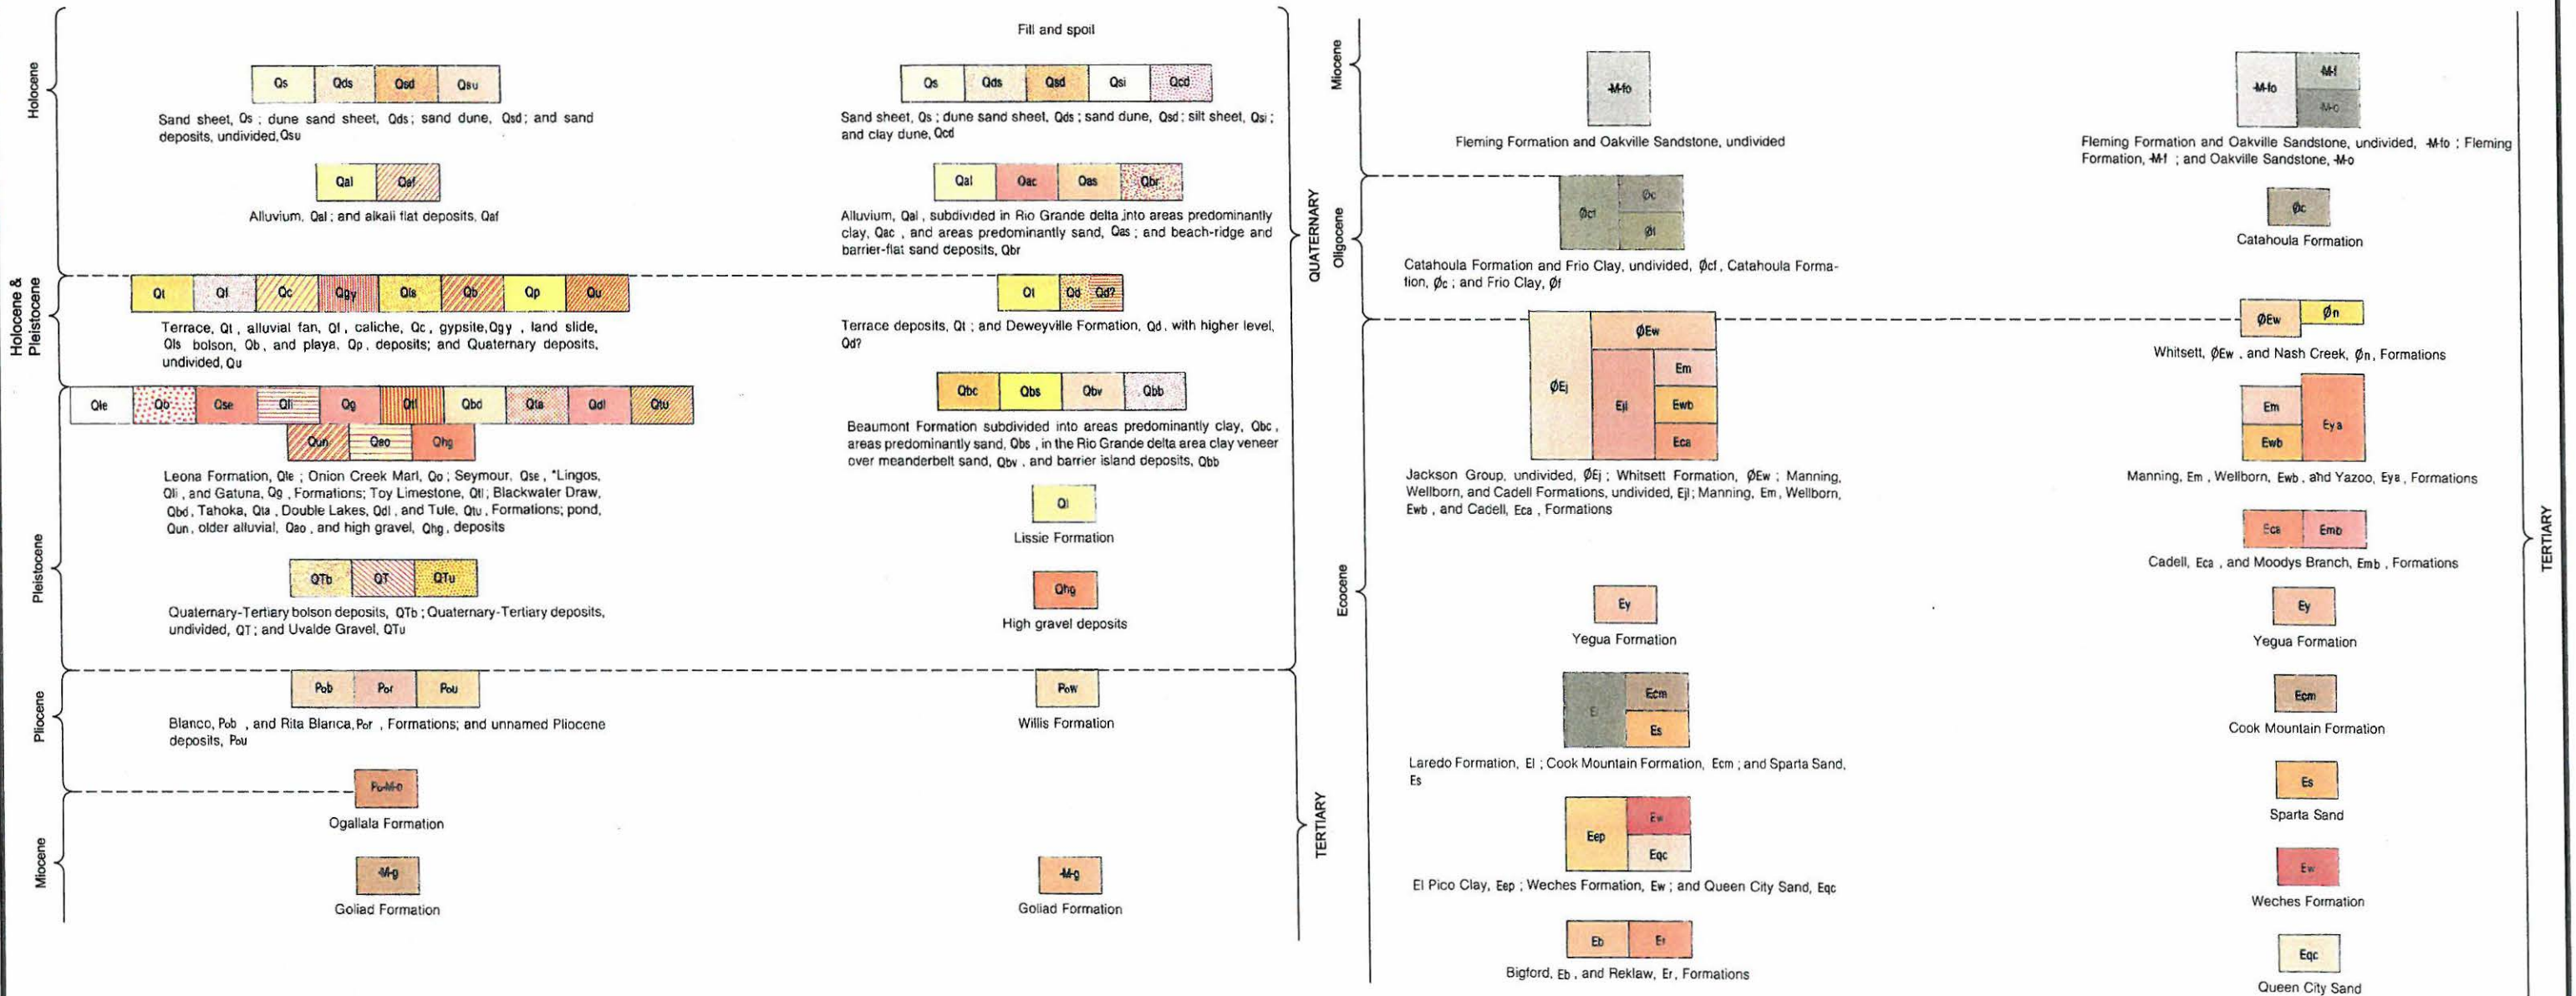 Holocene
Qs Qds Qsd Qsu
Sand sheet, Qs ; dune sand sheet, Qds ; sand dune, Qsd ; and sand
deposits, undivided, Qsu
Qal Qaf
Alluvium, Qal ; and alkali flat deposits, Qaf
Holocene &
Pleistocene
Qt Qf Qc Qgy Qls Qb Qp Qu
Terrace, Qt , alluvial fan, Qf , caliche, Qc , gypsite, Qgy , land slide,
Qls bolson, Qb , and playa, Qp , deposits; and Quaternary deposits,
undivided, Qu
Pleistocene
Qle Qo Qse Qli Qg Qtl Qbd Qta Qdl Qtu
Qun Qao Qhg
Leona Formation, Qle ; Onion Creek Marl, Qo ; Seymour, Qse , *Lingos,
Qli , and Gatuna, Qg , Formations; Toy Limestone, Qtl ; Blackwater Draw,
Qbd , Tahoka, Qta , Double Lakes, Qdl , and Tule, Qtu , Formations; pond,
Qun , older alluvial, Qao , and high gravel, Qhg , deposits
QTb QT QTu
Quaternary-Tertiary bolson deposits, QTb ; Quaternary-Tertiary deposits,
undivided, QT ; and Uvalde Gravel, QTu
Pliocene
Pob Por Pou
Blanco, Pob , and Rita Blanca, Por , Formations; and unnamed Pliocene
deposits, Pou
Po-M-o
Ogallala Formation
Miocene
-M-g
Goliad Formation
Fill and spoil
Qs Qds Qsd Qsi Qcd
Sand sheet, Qs ; dune sand sheet, Qds ; sand dune, Qsd ; silt sheet, Qsi ;
and clay dune, Qcd
Qal Qac Qas Qbr
Alluvium, Qal , subdivided in Rio Grande delta into areas predominantly
clay, Qac , and areas predominantly sand, Qas ; and beach-ridge and
barrier-flat sand deposits, Qbr
Qt Qd Qd?
Terrace deposits, Qt ; and Deweyville Formation, Qd , with higher level,
Qd?
Qbc Qbs Qbv Qbb
Beaumont Formation subdivided into areas predominantly clay, Qbc ,
areas predominantly sand, Qbs , in the Rio Grande delta area clay veneer
over meanderbelt sand, Qbv , and barrier island deposits, Qbb
Ql
Lissie Formation
Qhg
High gravel deposits
Pow
Willis Formation
-M-g
Goliad Formation
QUATERNARY
TERTIARY
Miocene
-M-fo
Fleming Formation and Oakville Sandstone, undivided
Oligocene
Øcf Øc
Øf
Catahoula Formation and Frio Clay, undivided, Øcf , Catahoula Forma-
tion, Øc ; and Frio Clay, Øf
Ecocene
ØEj ØEw
Ejl Em
Ewb
Eca
Jackson Group, undivided, ØEj ; Whitsett Formation, ØEw ; Manning,
Wellborn, and Cadell Formations, undivided, Ejl ; Manning, Em , Wellborn,
Ewb , and Cadell, Eca , Formations
Ey
Yegua Formation
El Ecm
Es
Laredo Formation, El ; Cook Mountain Formation, Ecm ; and Sparta Sand,
Es
Eep Ew
Eqc
El Pico Clay, Eep ; Weches Formation, Ew ; and Queen City Sand, Eqc
Eb Er
Bigford, Eb , and Reklaw, Er , Formations
-M-fo -M-f
-M-o
Fleming Formation and Oakville Sandstone, undivided, -M-fo ; Fleming
Formation, -M-f ; and Oakville Sandstone, -M-o
Øc
Catahoula Formation
ØEw Øn
Whitsett, ØEw , and Nash Creek, Øn , Formations
Em Eya
Ewb
Manning, Em , Wellborn, Ewb , and Yazoo, Eya , Formations
Eca Emb
Cadell, Eca , and Moodys Branch, Emb , Formations
Ey
Yegua Formation
Ecm
Cook Mountain Formation
Es
Sparta Sand
Ew
Weches Formation
Eqc
Queen City Sand
TERTIARY